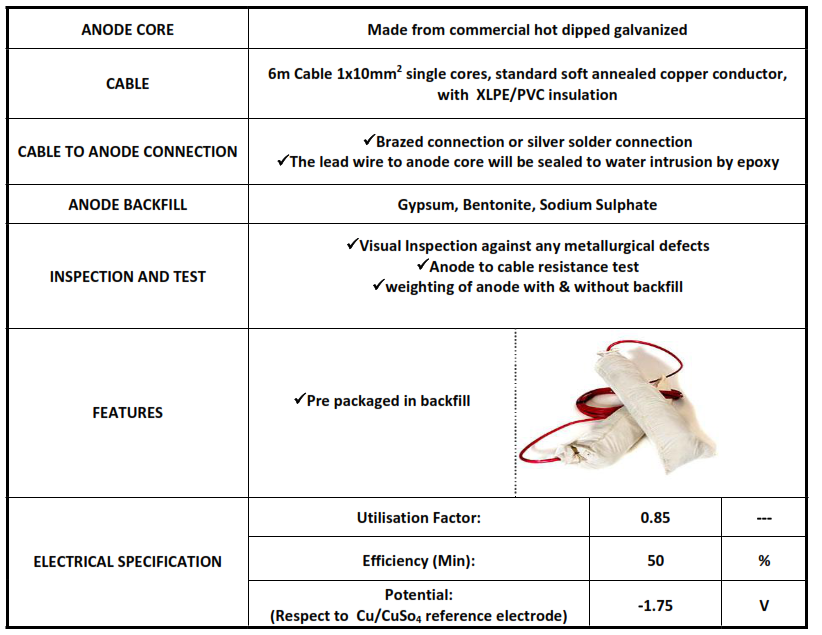 ANODE CORE
Made from commercial hot dipped galvanized
CABLE
6m Cable 1x10mm² single cores, standard soft annealed copper conductor,
with XLPE/PVC insulation
CABLE TO ANODE CONNECTION
✓Brazed connection or silver solder connection
✓The lead wire to anode core will be sealed to water intrusion by epoxy
ANODE BACKFILL
Gypsum, Bentonite, Sodium Sulphate
INSPECTION AND TEST
✓Visual Inspection against any metallurgical defects
✓Anode to cable resistance test
✓weighting of anode with & without backfill
FEATURES
✓Pre packaged in backfill
ELECTRICAL SPECIFICATION
Utilisation Factor:
0.85
---
Efficiency (Min):
50
%
Potential:
(Respect to Cu/CuSo₄ reference electrode)
-1.75
V